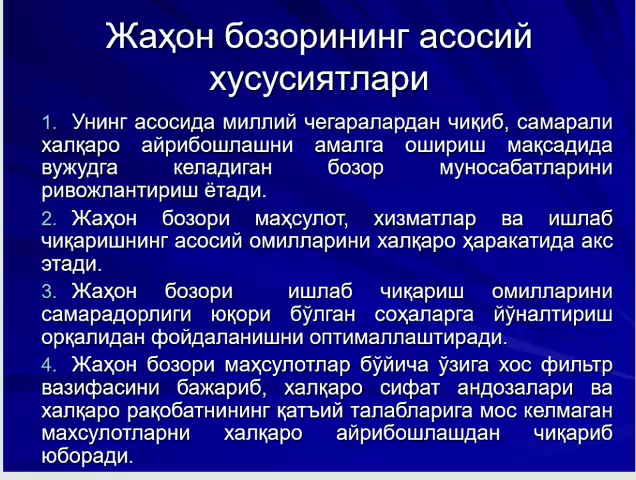 Жаҳон бозорининг асосий
хусусиятлари
1. Унинг асосида миллий чегаралардан чиқиб, самарали
халқаро айрибошлашни амалга ошириш мақсадида
вужудга келадиган бозор муносабатларини
ривожлантириш ётади.
2. Жаҳон бозори маҳсулот, хизматлар ва ишлаб
чиқаришнинг асосий омилларини халқаро ҳаракатида акс
этади.
3. Жаҳон бозори ишлаб чиқариш омилларини
самарадорлиги юқори бўлган соҳаларга йўналтириш
орқалидан фойдаланишни оптималлаштиради.
4. Жаҳон бозори маҳсулотлар бўйича ўзига хос фильтр
вазифасини бажариб, халқаро сифат андозалари ва
халқаро рақобатнининг қатъий талабларига мос келмаган
махсулотларни халқаро айрибошлашдан чиқариб
юборади.